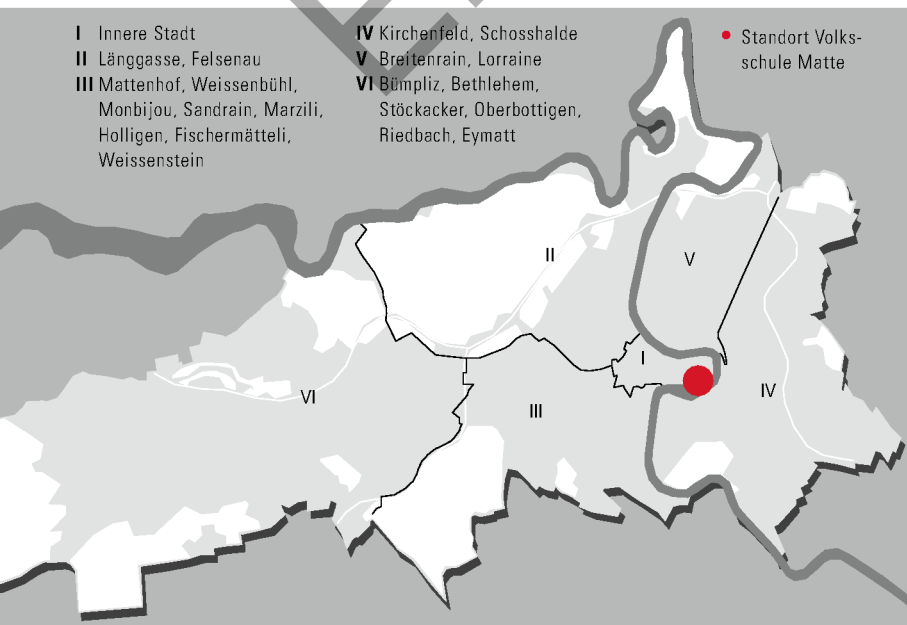 I Innere Stadt
II Länggasse, Felsenau
III Mattenhof, Weissenbühl,
Monbijou, Sandrain, Marzili,
Holligen, Fischermätteli,
Weissenstein
IV Kirchenfeld, Schosshalde
V Breitenrain, Lorraine
VI Bümpliz, Bethlehem,
Stöckacker, Oberbottigen,
Riedbach, Eymatt
Standort Volks-
schule Matte
II
V
I
IV
VI
III